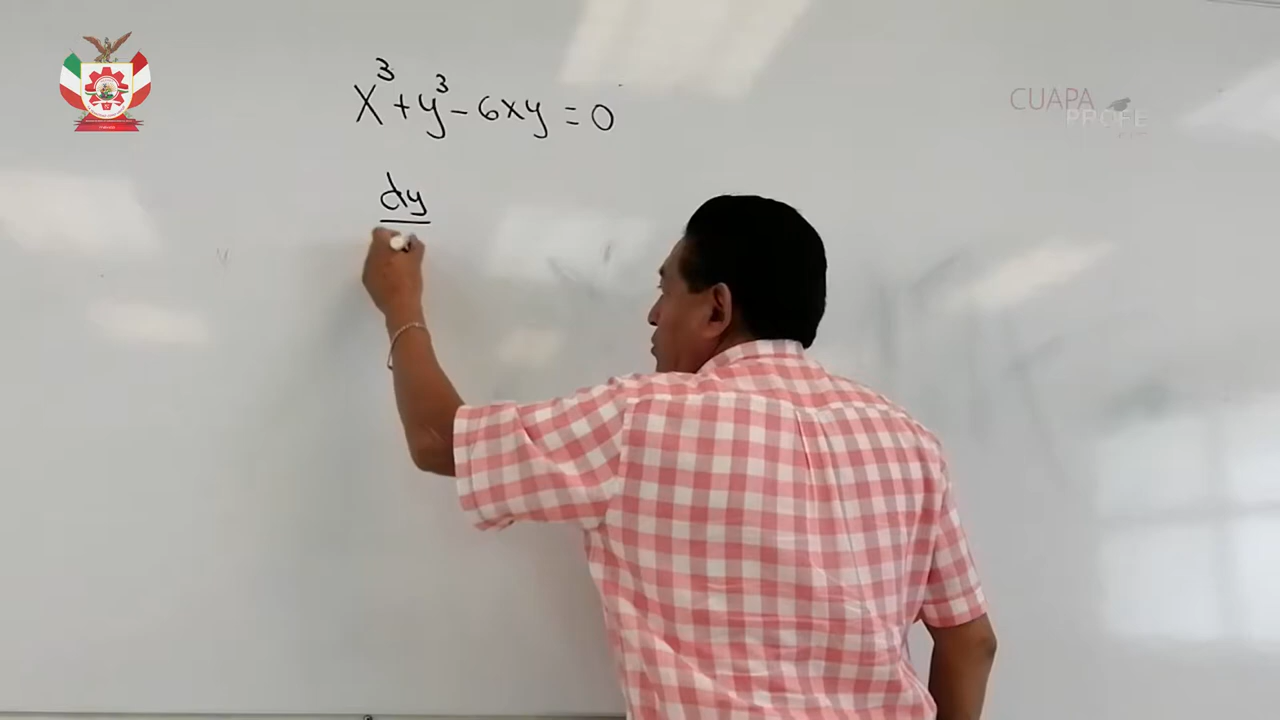 x³ + y³ - 6xy = 0
dy
CUAPA
PROFE